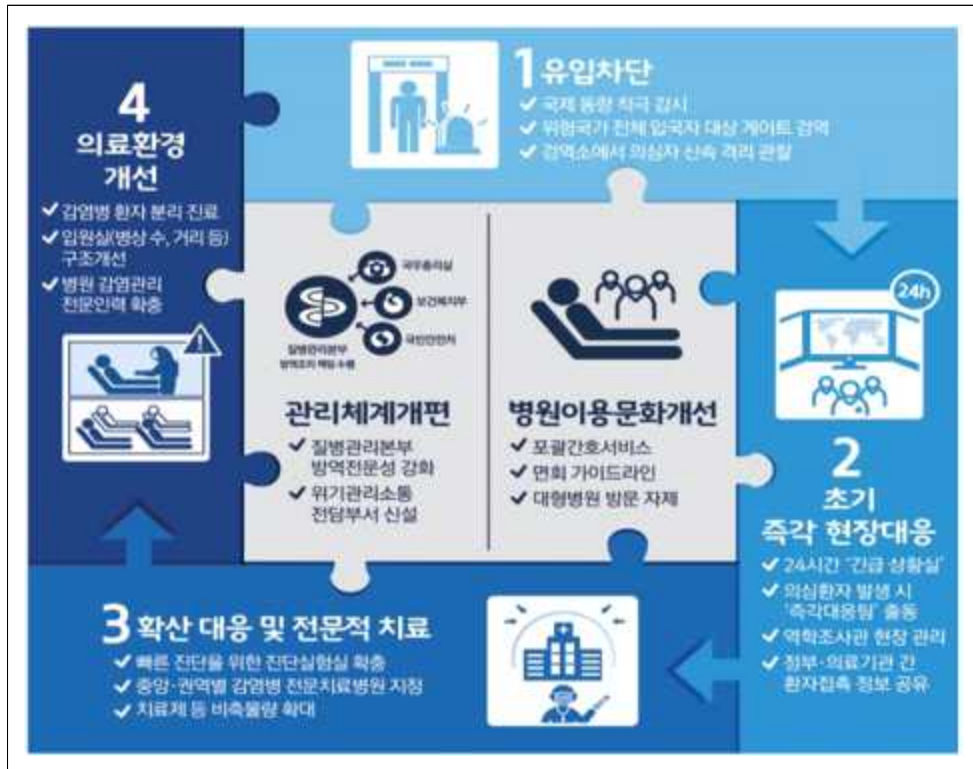 1 유입차단
✓ 국제 동향 적극 감시
✓ 위험국가 전체 입국자 대상 게이트 검역
✓ 검역소에서 의심자 신속 격리 관찰
24h
2
초기
즉각 현장대응
✓ 24시간 '긴급 상황실'
✓ 의심환자 발생 시
'즉각대응팀' 출동
✓ 역학조사관 현장 관리
✓ 정부·의료기관 간
환자접촉 정보 공유
3 확산 대응 및 전문적 치료
✓ 빠른 진단을 위한 진단실험실 확충
✓ 중앙·권역별 감염병 전문치료병원 지정
✓ 치료제 등 비축물량 확대
4
의료환경
개선
✓ 감염병 환자 분리 진료
✓ 입원실(병상 수, 거리 등)
구조개선
✓ 병원 감염관리
전문인력 확충
국무총리실
보건복지부
국민안전처
질병관리본부
방역조치 책임 수행
관리체계개편
✓ 질병관리본부
방역전문성 강화
✓ 위기관리소통
전담부서 신설
병원이용문화개선
✓ 포괄간호서비스
✓ 면회 가이드라인
✓ 대형병원 방문 자제